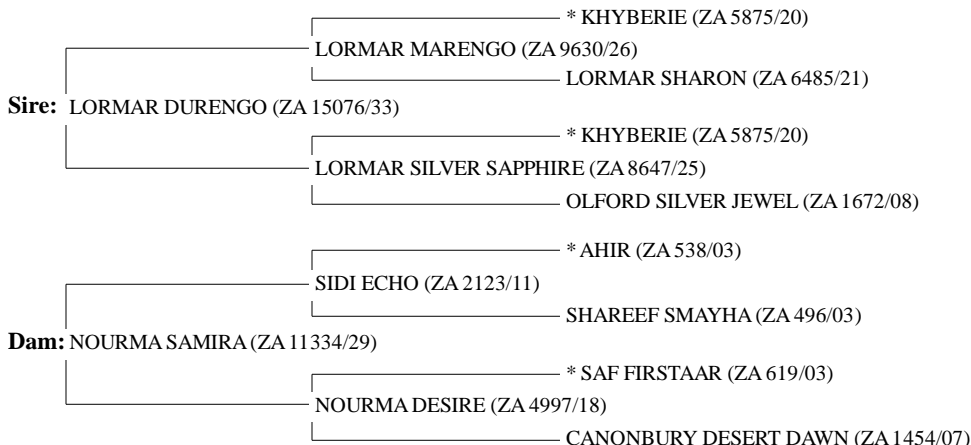 * KHYBERIE (ZA 5875/20)
LORMAR MARENGO (ZA 9630/26)
LORMAR SHARON (ZA 6485/21)
Sire: LORMAR DURENGO (ZA 15076/33)
* KHYBERIE (ZA 5875/20)
LORMAR SILVER SAPPHIRE (ZA 8647/25)
OLFORD SILVER JEWEL (ZA 1672/08)
* AHIR (ZA 538/03)
SIDI ECHO (ZA 2123/11)
SHAREEF SMAYHA (ZA 496/03)
Dam: NOURMA SAMIRA (ZA 11334/29)
* SAF FIRSTAAR (ZA 619/03)
NOURMA DESIRE (ZA 4997/18)
CANONBURY DESERT DAWN (ZA 1454/07)